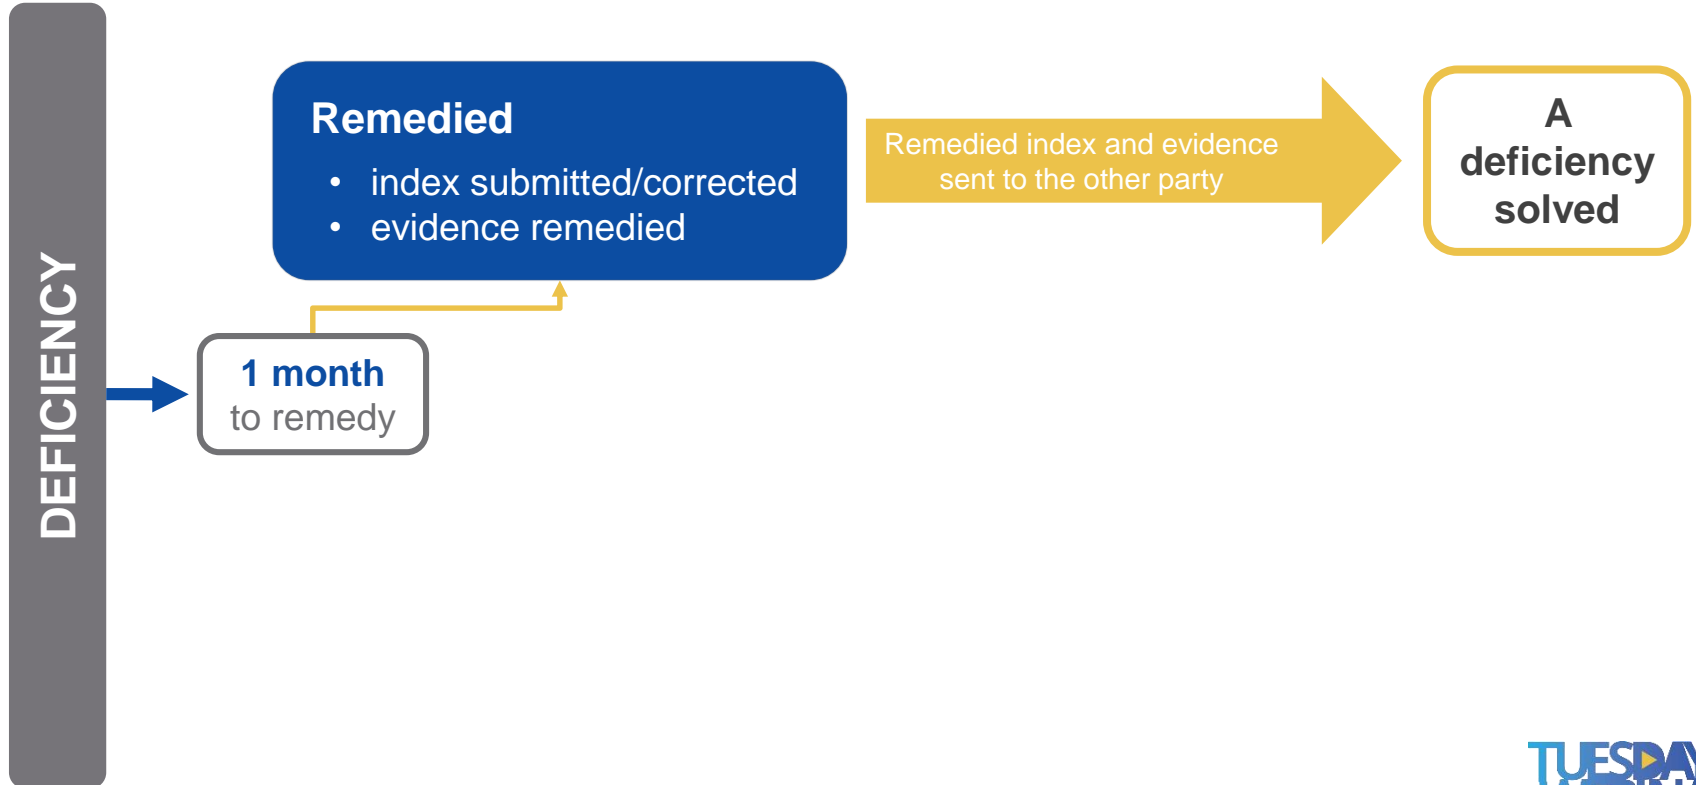 DEFICIENCY
Remedied
• index submitted/corrected
• evidence remedied
Remedied index and evidence
sent to the other party
A
deficiency
solved
1 month
to remedy
TUESDAY